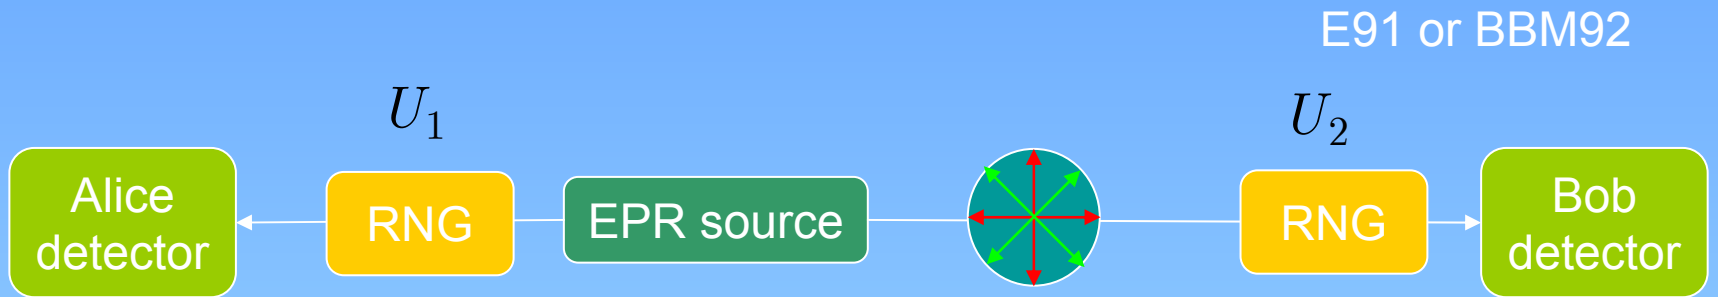 E91 or BBM92
U₁
U₂
Alice
detector
RNG
EPR source
RNG
Bob
detector